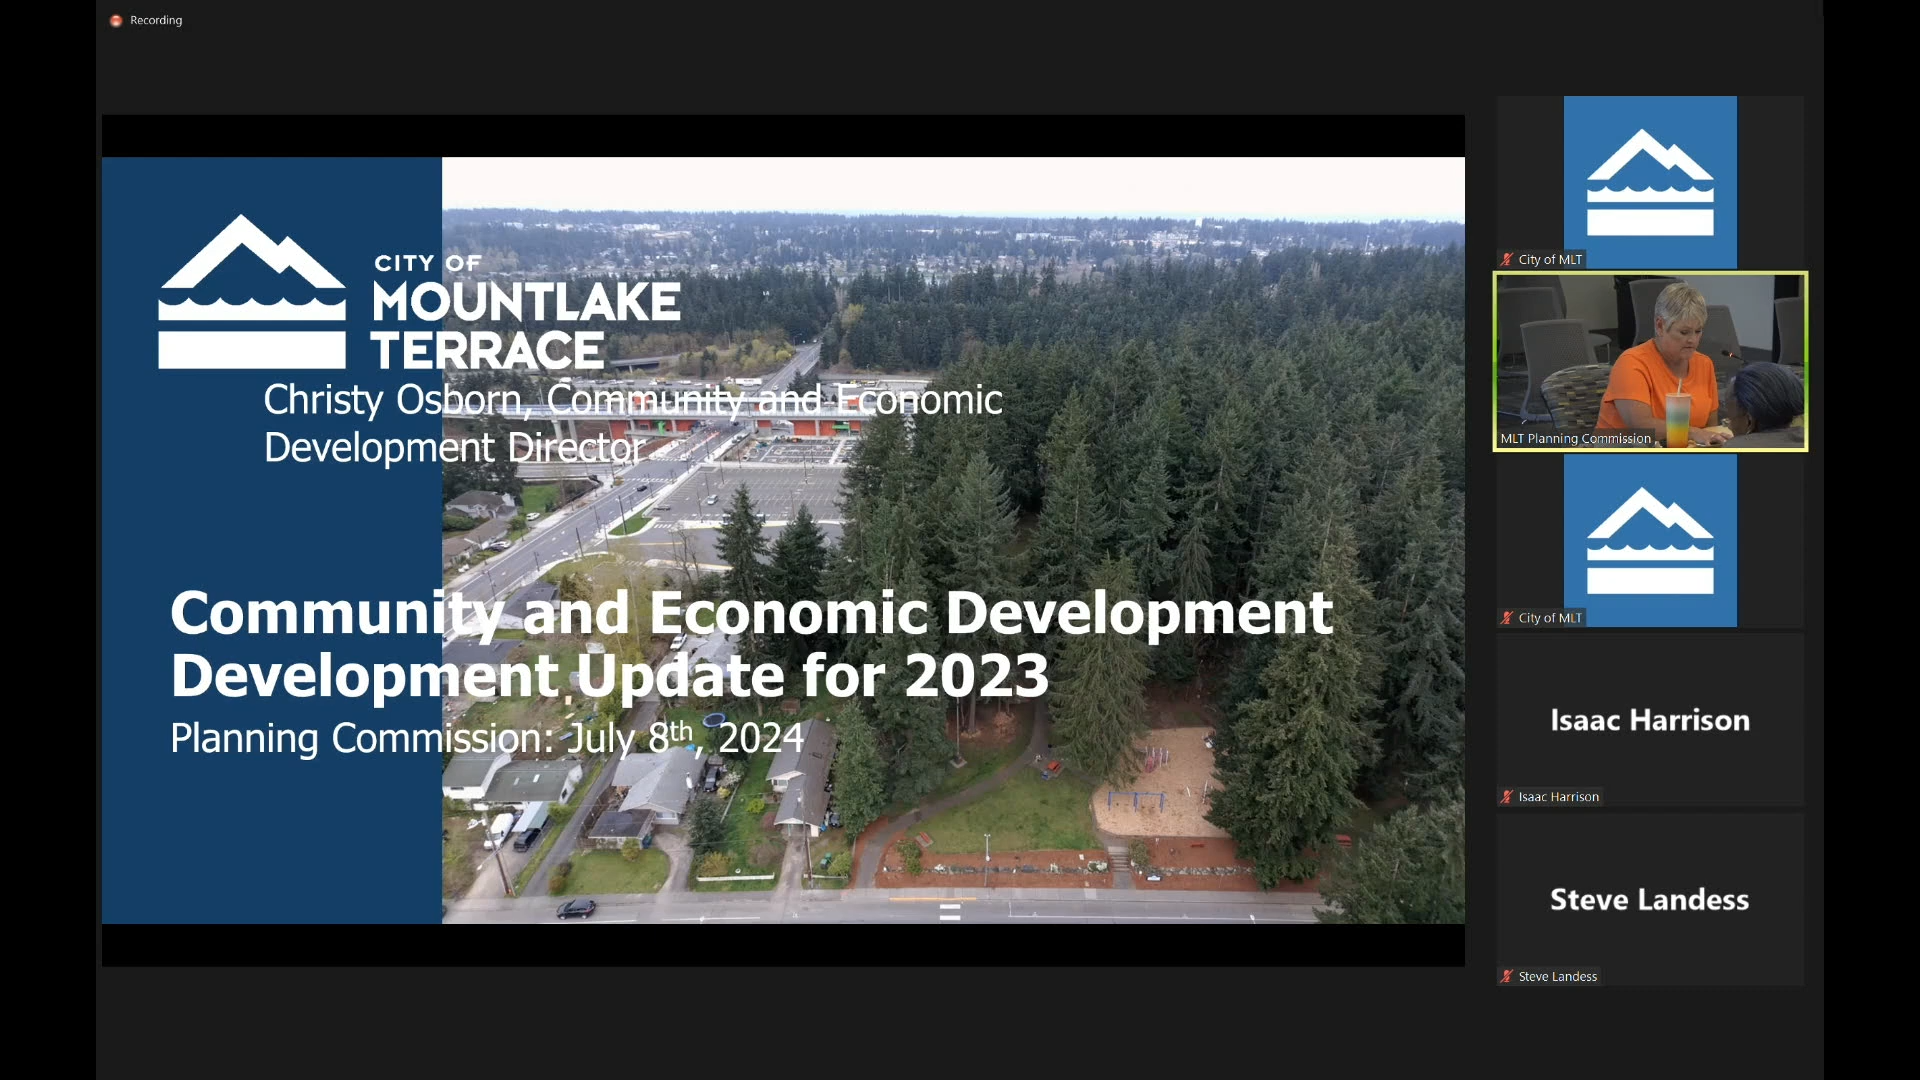 Recording
CITY OF
MOUNTLAKE
TERRACE
Christy Osborn, Community and Economic
Development Director
Community and Economic Development
Development Update for 2023
Planning Commission: July 8th, 2024
City of MLT
MLT Planning Commission
City of MLT
Isaac Harrison
Isaac Harrison
Steve Landess
Steve Landess